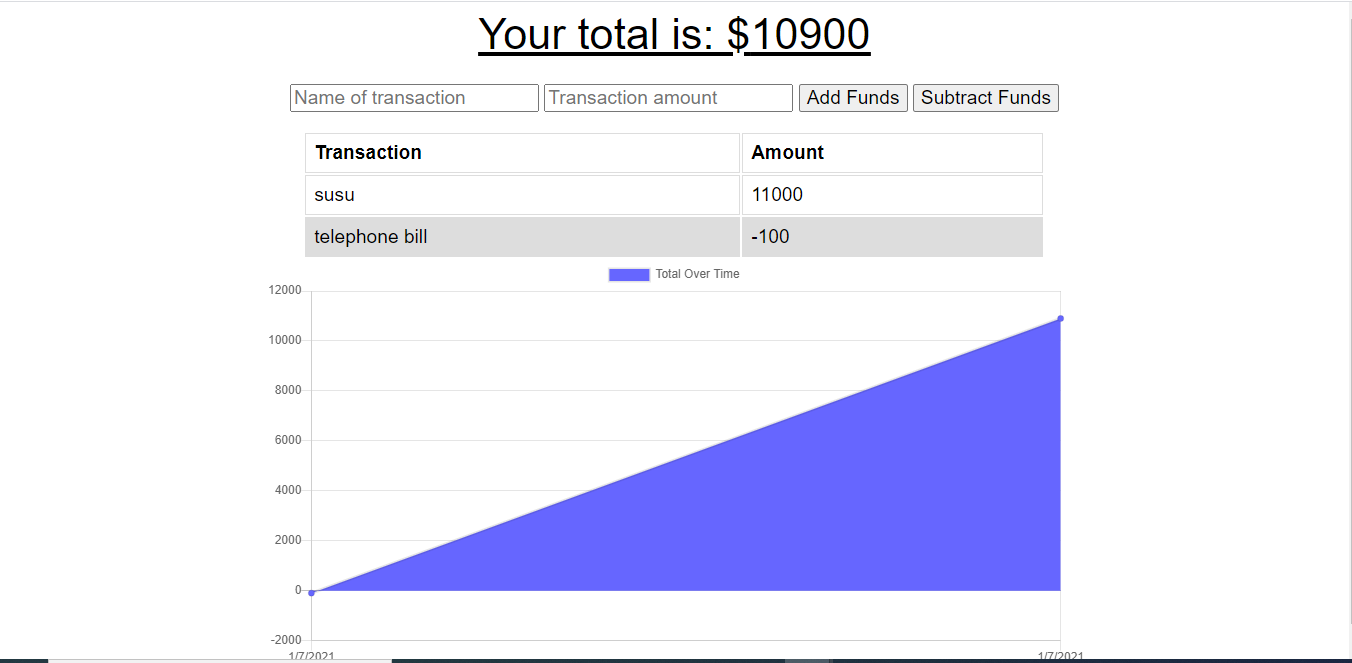 Your total is: $10900
Name of transaction Transaction amount Add Funds Subtract Funds
Transaction Amount
susu 11000
telephone bill -100
Total Over Time
12000
10000
8000
6000
4000
2000
0
-2000
1/7/2021 1/7/2021